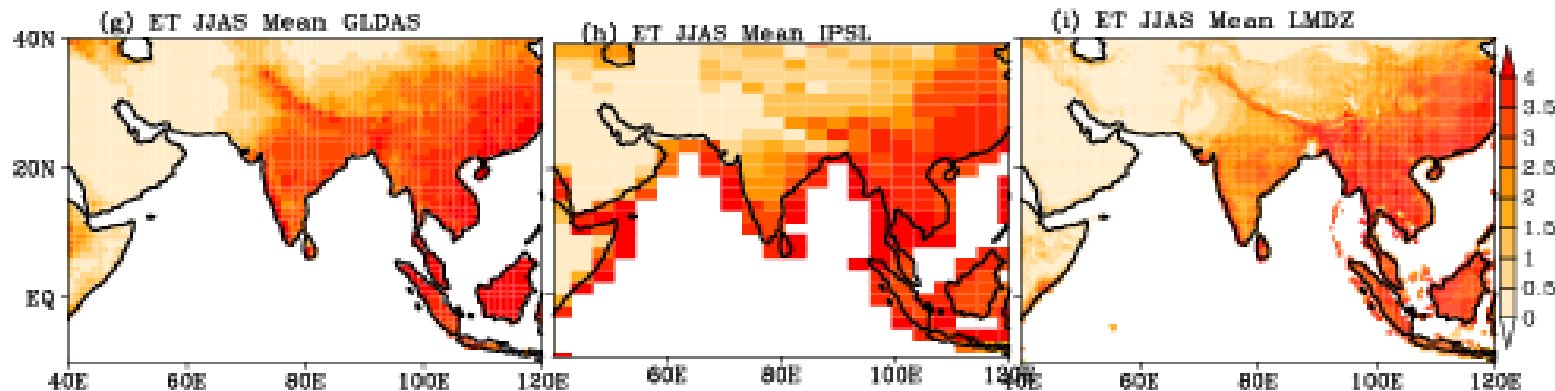 (g) ET JJAS Mean GLDAS
(h) ET JJAS Mean IPSL
(i) ET JJAS Mean LMDZ
40N
20N
EQ
40E 60E 80E 100E 120E
60E 80E 100E
60E 80E 100E 120E
4
3.5
3
2.5
2
1.5
1
0.5
0